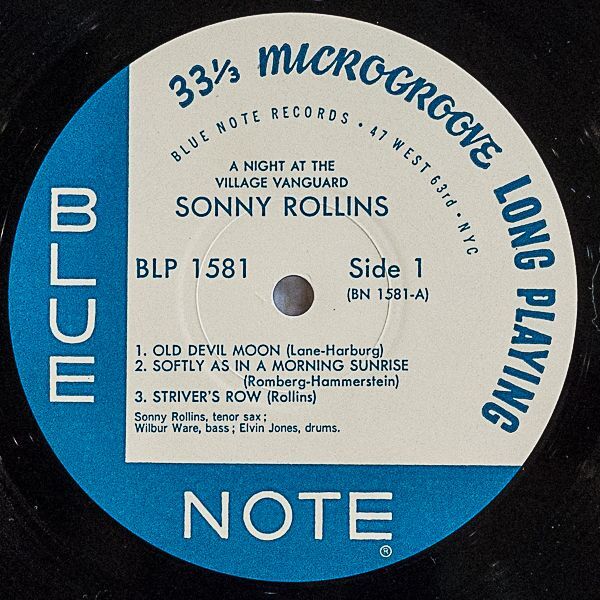 33⅓ MICROGROOVE LONG PLAYING
BLUE NOTE RECORDS • 47 WEST 63rd • NYC
A NIGHT AT THE
VILLAGE VANGUARD
SONNY ROLLINS
BLP 1581
Side 1
(BN 1581-A)
1. OLD DEVIL MOON (Lane-Harburg)
2. SOFTLY AS IN A MORNING SUNRISE
(Romberg-Hammerstein)
3. STRIVER'S ROW (Rollins)
Sonny Rollins, tenor sax;
Wilbur Ware, bass; Elvin Jones, drums.
BLUE
NOTE
®